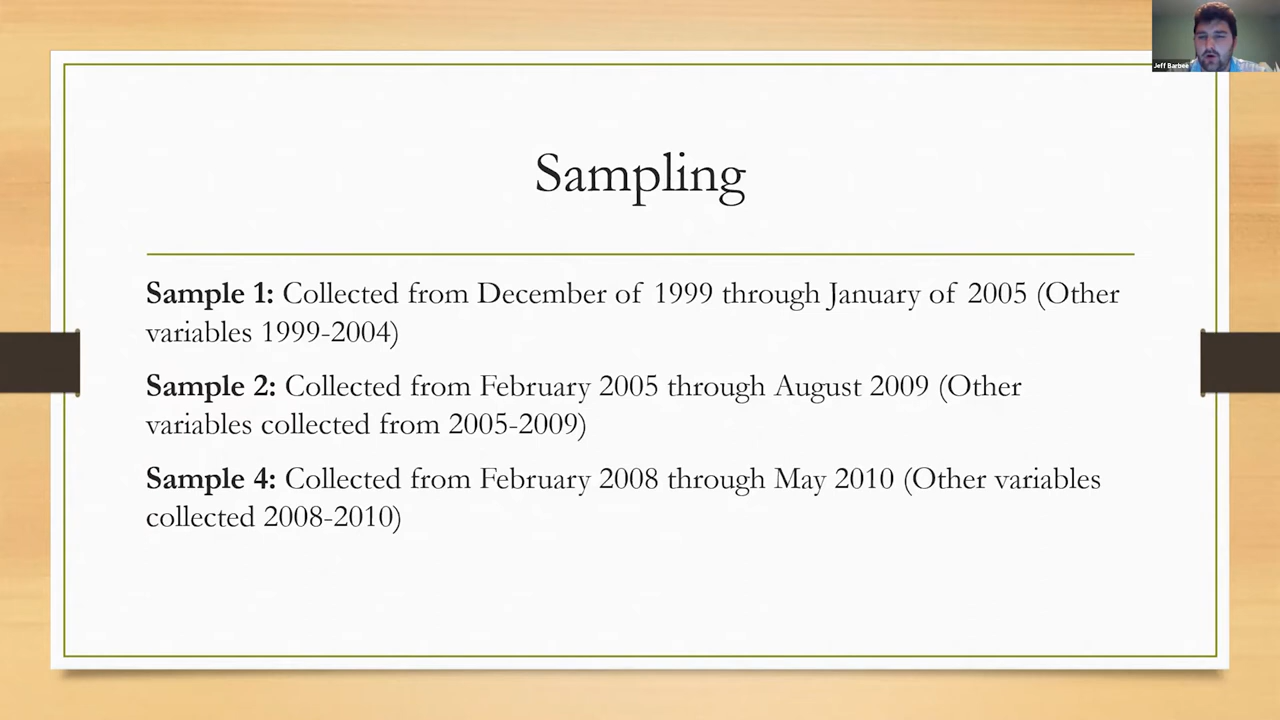 Jeff Barbee
Sampling
Sample 1: Collected from December of 1999 through January of 2005 (Other
variables 1999-2004)
Sample 2: Collected from February 2005 through August 2009 (Other
variables collected from 2005-2009)
Sample 4: Collected from February 2008 through May 2010 (Other variables
collected 2008-2010)